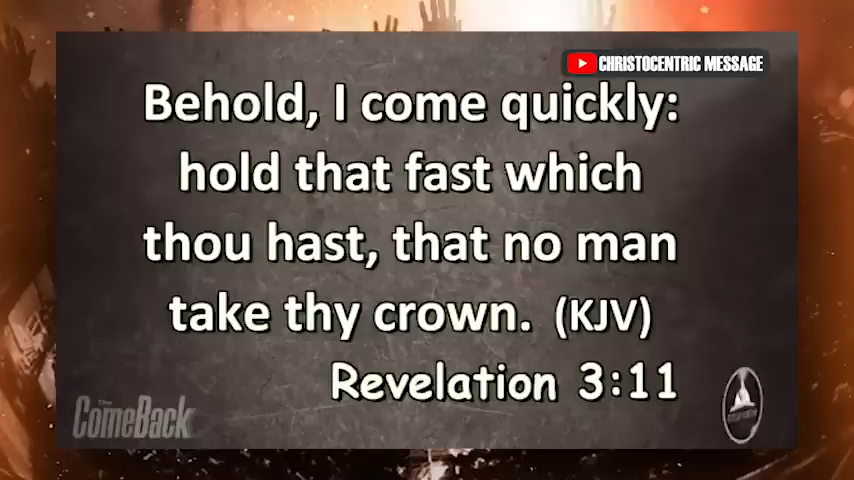 CHRISTOCENTRIC MESSAGE
Behold, I come quickly:
hold that fast which
thou hast, that no man
take thy crown. (KJV)
Revelation 3:11
The
ComeBack